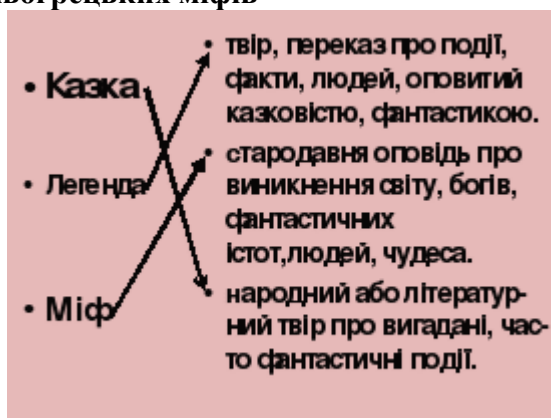 ьогрецьких міфів
• Казка
• Легенда
• Міф
• твір, переказ про події,
факти, людей, оповитий
казковістю, фантастикою.
• стародавня оповідь про
виникнення світу, богів,
фантастичних
істот,людей, чудеса.
• народний або літератур-
ний твір про вигадані, час-
то фантастичні події.